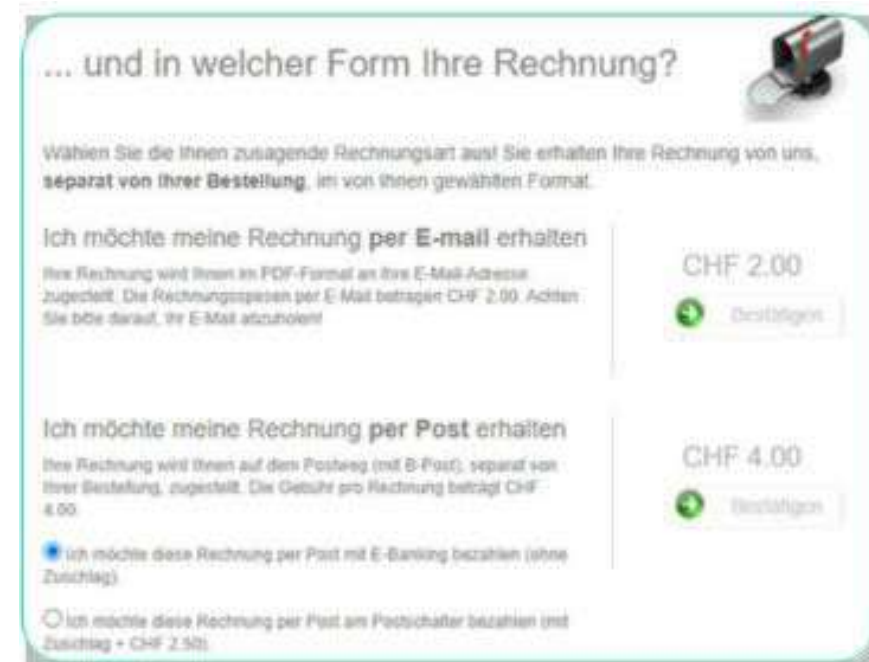 ... und in welcher Form Ihre Rechnung?
Wählen Sie die Ihnen zusagende Rechnungsart aus! Sie erhalten Ihre Rechnung von uns,
separat von Ihrer Bestellung, im von Ihnen gewählten Format.
Ich möchte meine Rechnung per E-mail erhalten
Ihre Rechnung wird Ihnen im PDF-Format an Ihre E-Mail-Adresse
zugestellt. Die Rechnungsspesen per E-Mail betragen CHF 2.00. Achten
Sie bitte darauf, Ihr E-Mail abzuholen!
CHF 2.00
Bestätigen
Ich möchte meine Rechnung per Post erhalten
Ihre Rechnung wird Ihnen auf dem Postweg (mit B-Post), separat von
Ihrer Bestellung, zugestellt. Die Gebühr pro Rechnung beträgt CHF
4.00.
CHF 4.00
Bestätigen
Ich möchte diese Rechnung per Post mit E-Banking bezahlen (ohne
Zuschlag).
Ich möchte diese Rechnung per Post am Postschalter bezahlen (mit
Zuschlag + CHF 2.50).